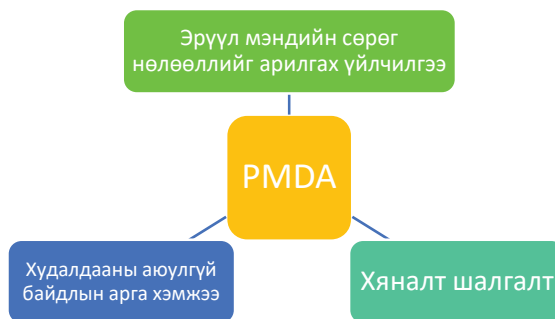 Эрүүл мэндийн сөрөг
нөлөөллийг арилгах үйлчилгээ
PMDA
Худалдааны аюулгүй
байдлын арга хэмжээ
Хяналт шалгалт